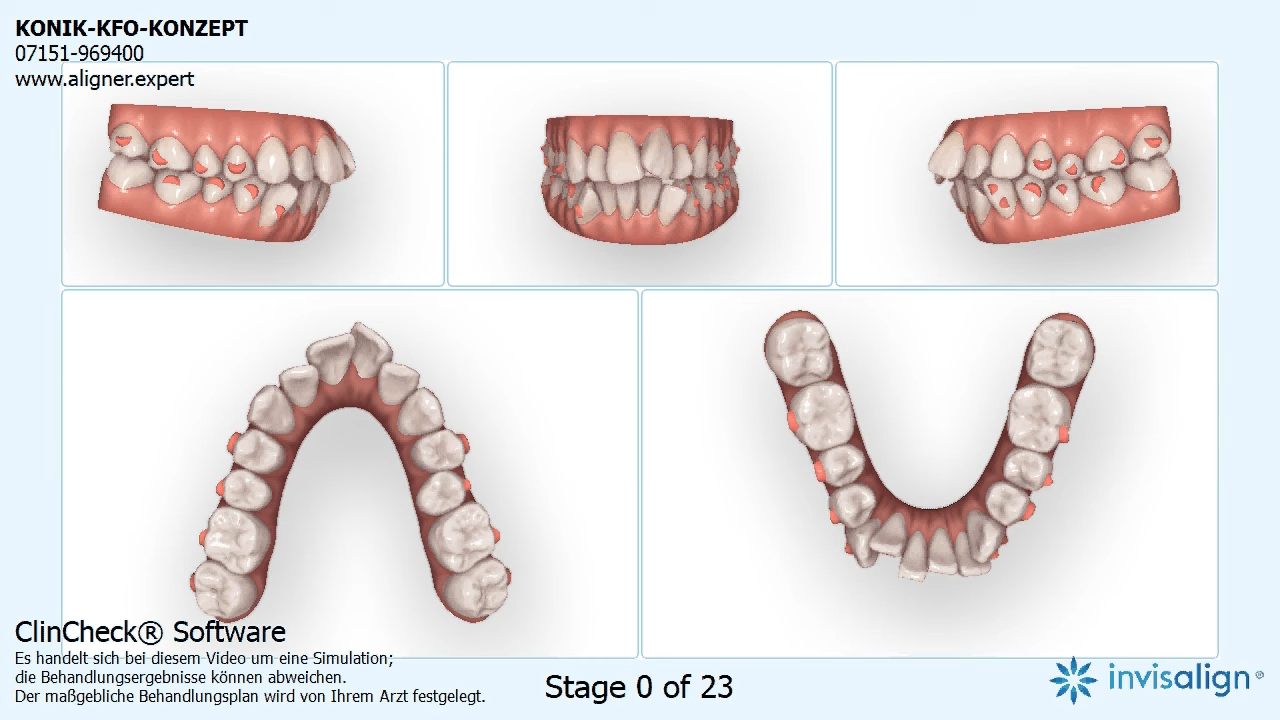 KONIK-KFO-KONZEPT
07151-969400
www.aligner.expert
ClinCheck® Software
Es handelt sich bei diesem Video um eine Simulation;
die Behandlungsergebnisse können abweichen.
Der maßgebliche Behandlungsplan wird von Ihrem Arzt festgelegt.
Stage 0 of 23
invisalign®